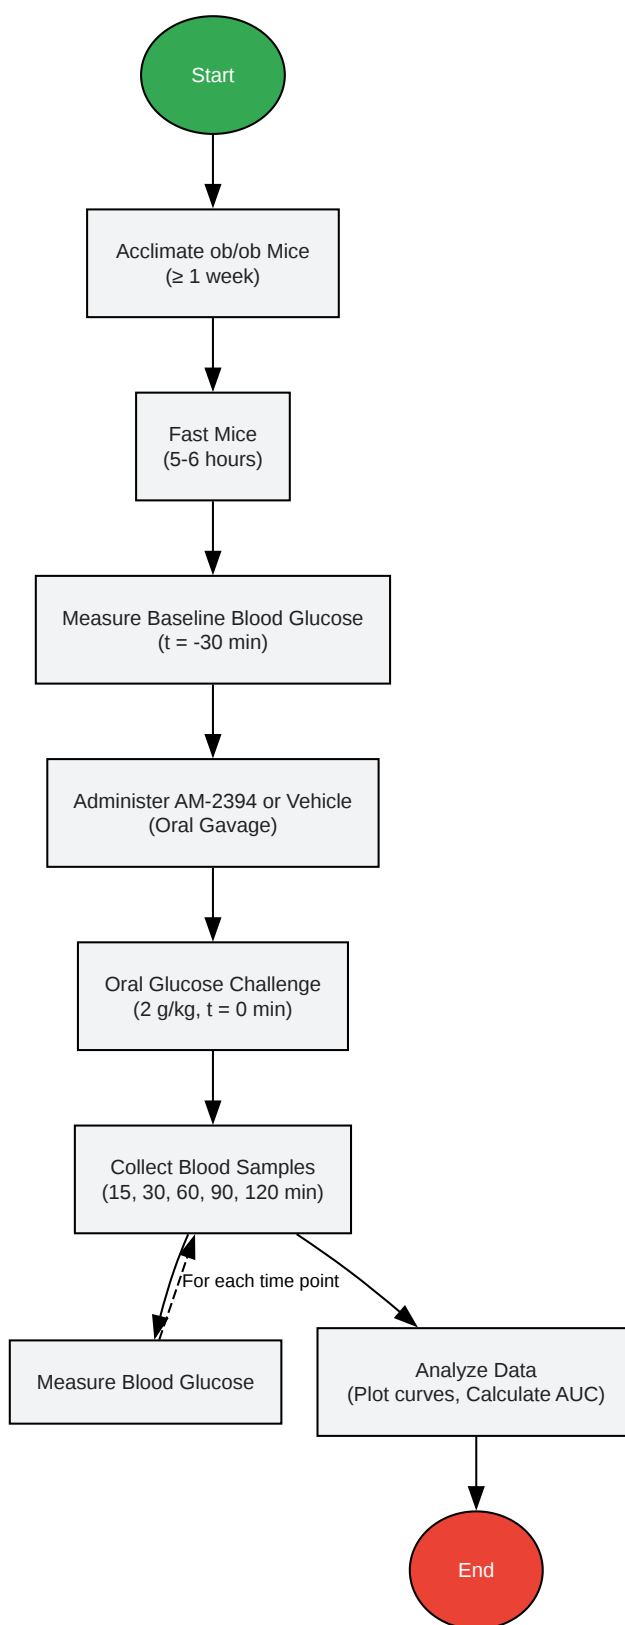 Start
Acclimate ob/ob Mice
(≥ 1 week)
Fast Mice
(5-6 hours)
Measure Baseline Blood Glucose
(t = -30 min)
Administer AM-2394 or Vehicle
(Oral Gavage)
Oral Glucose Challenge
(2 g/kg, t = 0 min)
Collect Blood Samples
(15, 30, 60, 90, 120 min)
For each time point
Measure Blood Glucose
Analyze Data
(Plot curves, Calculate AUC)
End